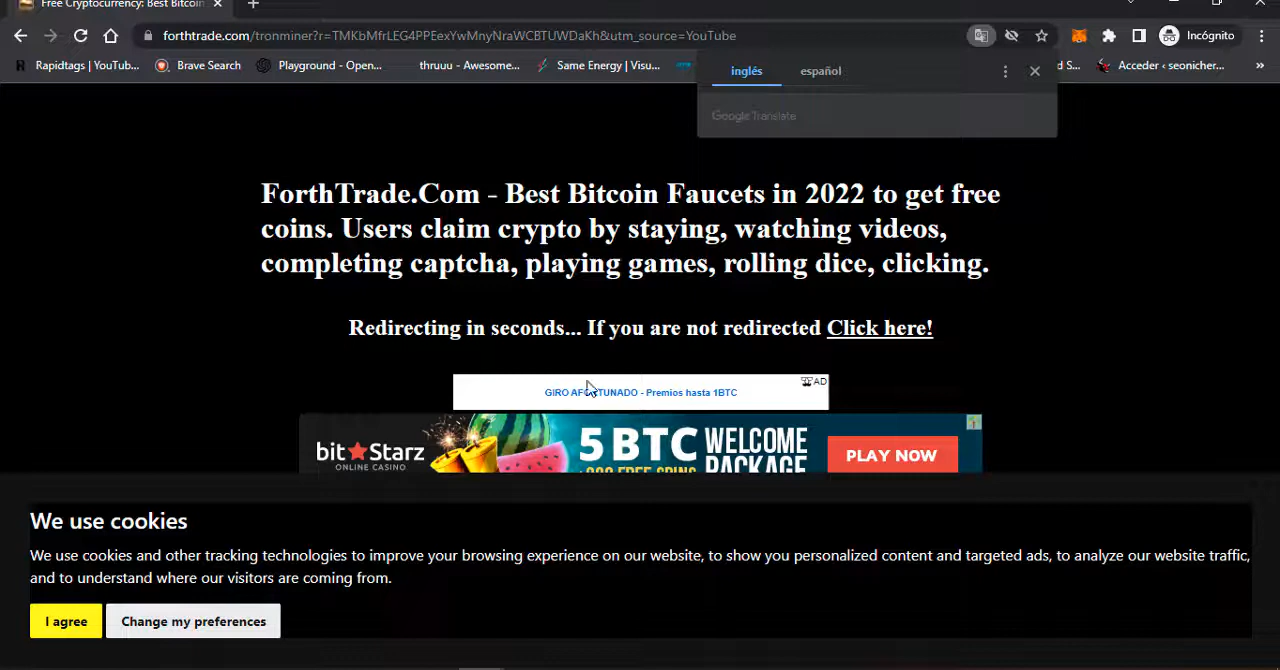 Free Cryptocurrency: Best Bitcoin
forthtrade.com/tronminer?r=TMKbMfrLEG4PPEexYwMnyNraWCBTUWDaKh&utm_source=YouTube
Incógnito
Rapidtags | YouTub...
Brave Search
Playground - Open...
thruuu - Awesome...
Same Energy | Visu...
d S...
Acceder ‹ seonicher...
»
inglés
español
Google Translate
ForthTrade.Com - Best Bitcoin Faucets in 2022 to get free
coins. Users claim crypto by staying, watching videos,
completing captcha, playing games, rolling dice, clicking.
Redirecting in seconds... If you are not redirected Click here!
AD
GIRO AFORTUNADO - Premios hasta 1BTC
bitStarz
ONLINE CASINO
5 BTC WELCOME
PACKAGE
FREE SPINS
PLAY NOW
We use cookies
We use cookies and other tracking technologies to improve your browsing experience on our website, to show you personalized content and targeted ads, to analyze our website traffic,
and to understand where our visitors are coming from.
I agree
Change my preferences